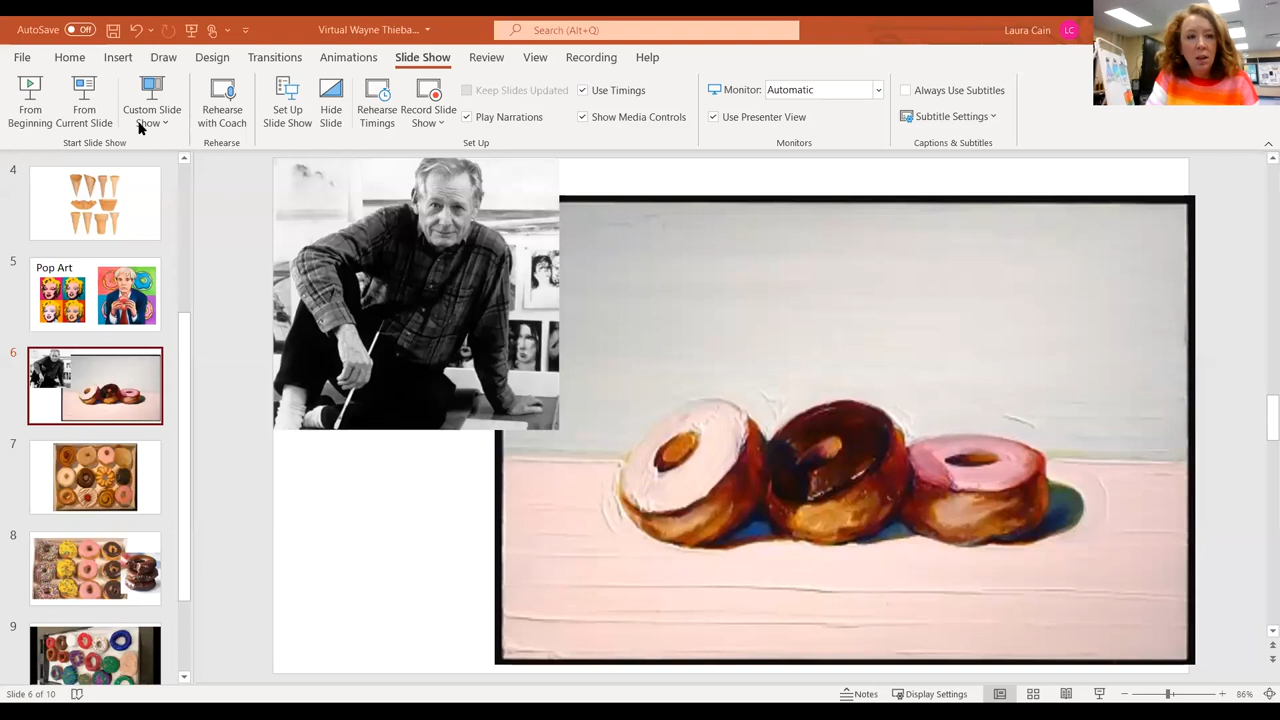 AutoSave Off Virtual Wayne Thieba... Search (Alt+Q) Laura Cain LC
File Home Insert Draw Design Transitions Animations Slide Show Review View Recording Help
From Beginning
From Current Slide
Custom Slide Show
Rehearse with Coach
Set Up Slide Show
Hide Slide
Rehearse Timings
Record Slide Show
Keep Slides Updated
Play Narrations
Use Timings
Show Media Controls
Monitor: Automatic
Use Presenter View
Always Use Subtitles
Subtitle Settings
Start Slide Show Rehearse Set Up Monitors Captions & Subtitles
4
5
Pop Art
6
7
8
9
Slide 6 of 10 Notes Display Settings 86%